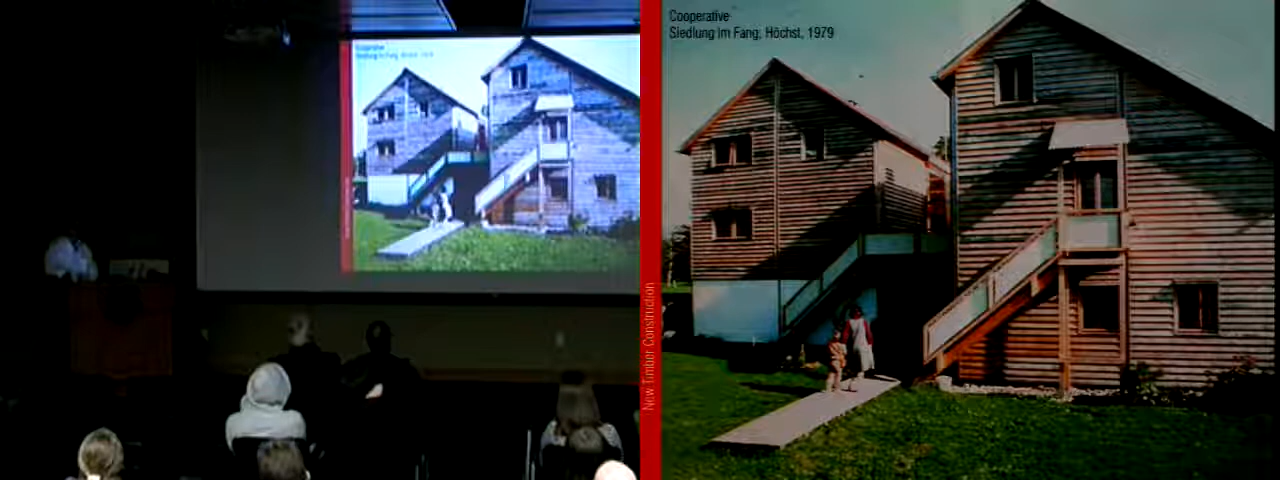 Cooperative
Siedlung im Fang, Höchst, 1979
New Timber Construction